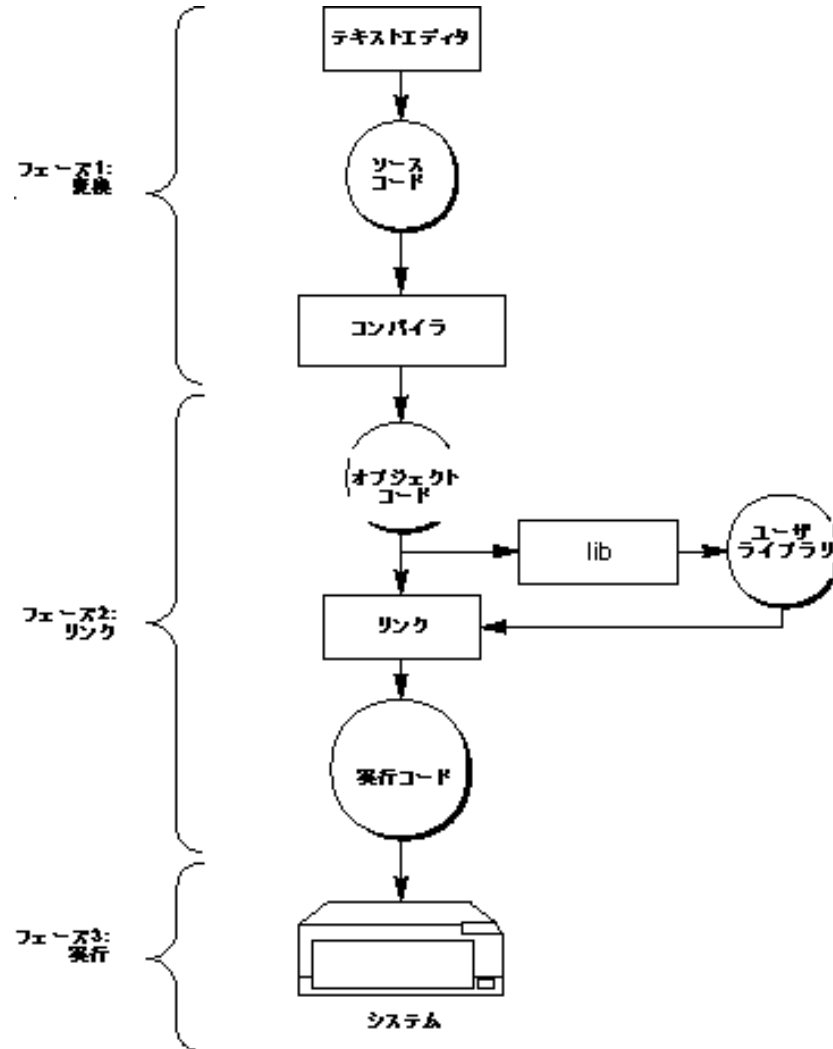 テキストエディタ
フェーズ1:
変換
ソース
コード
コンパイラ
オブジェクト
コード
lib
ユーザ
ライブラリ
フェーズ2:
リンク
リンク
実行コード
フェーズ3:
実行
システム